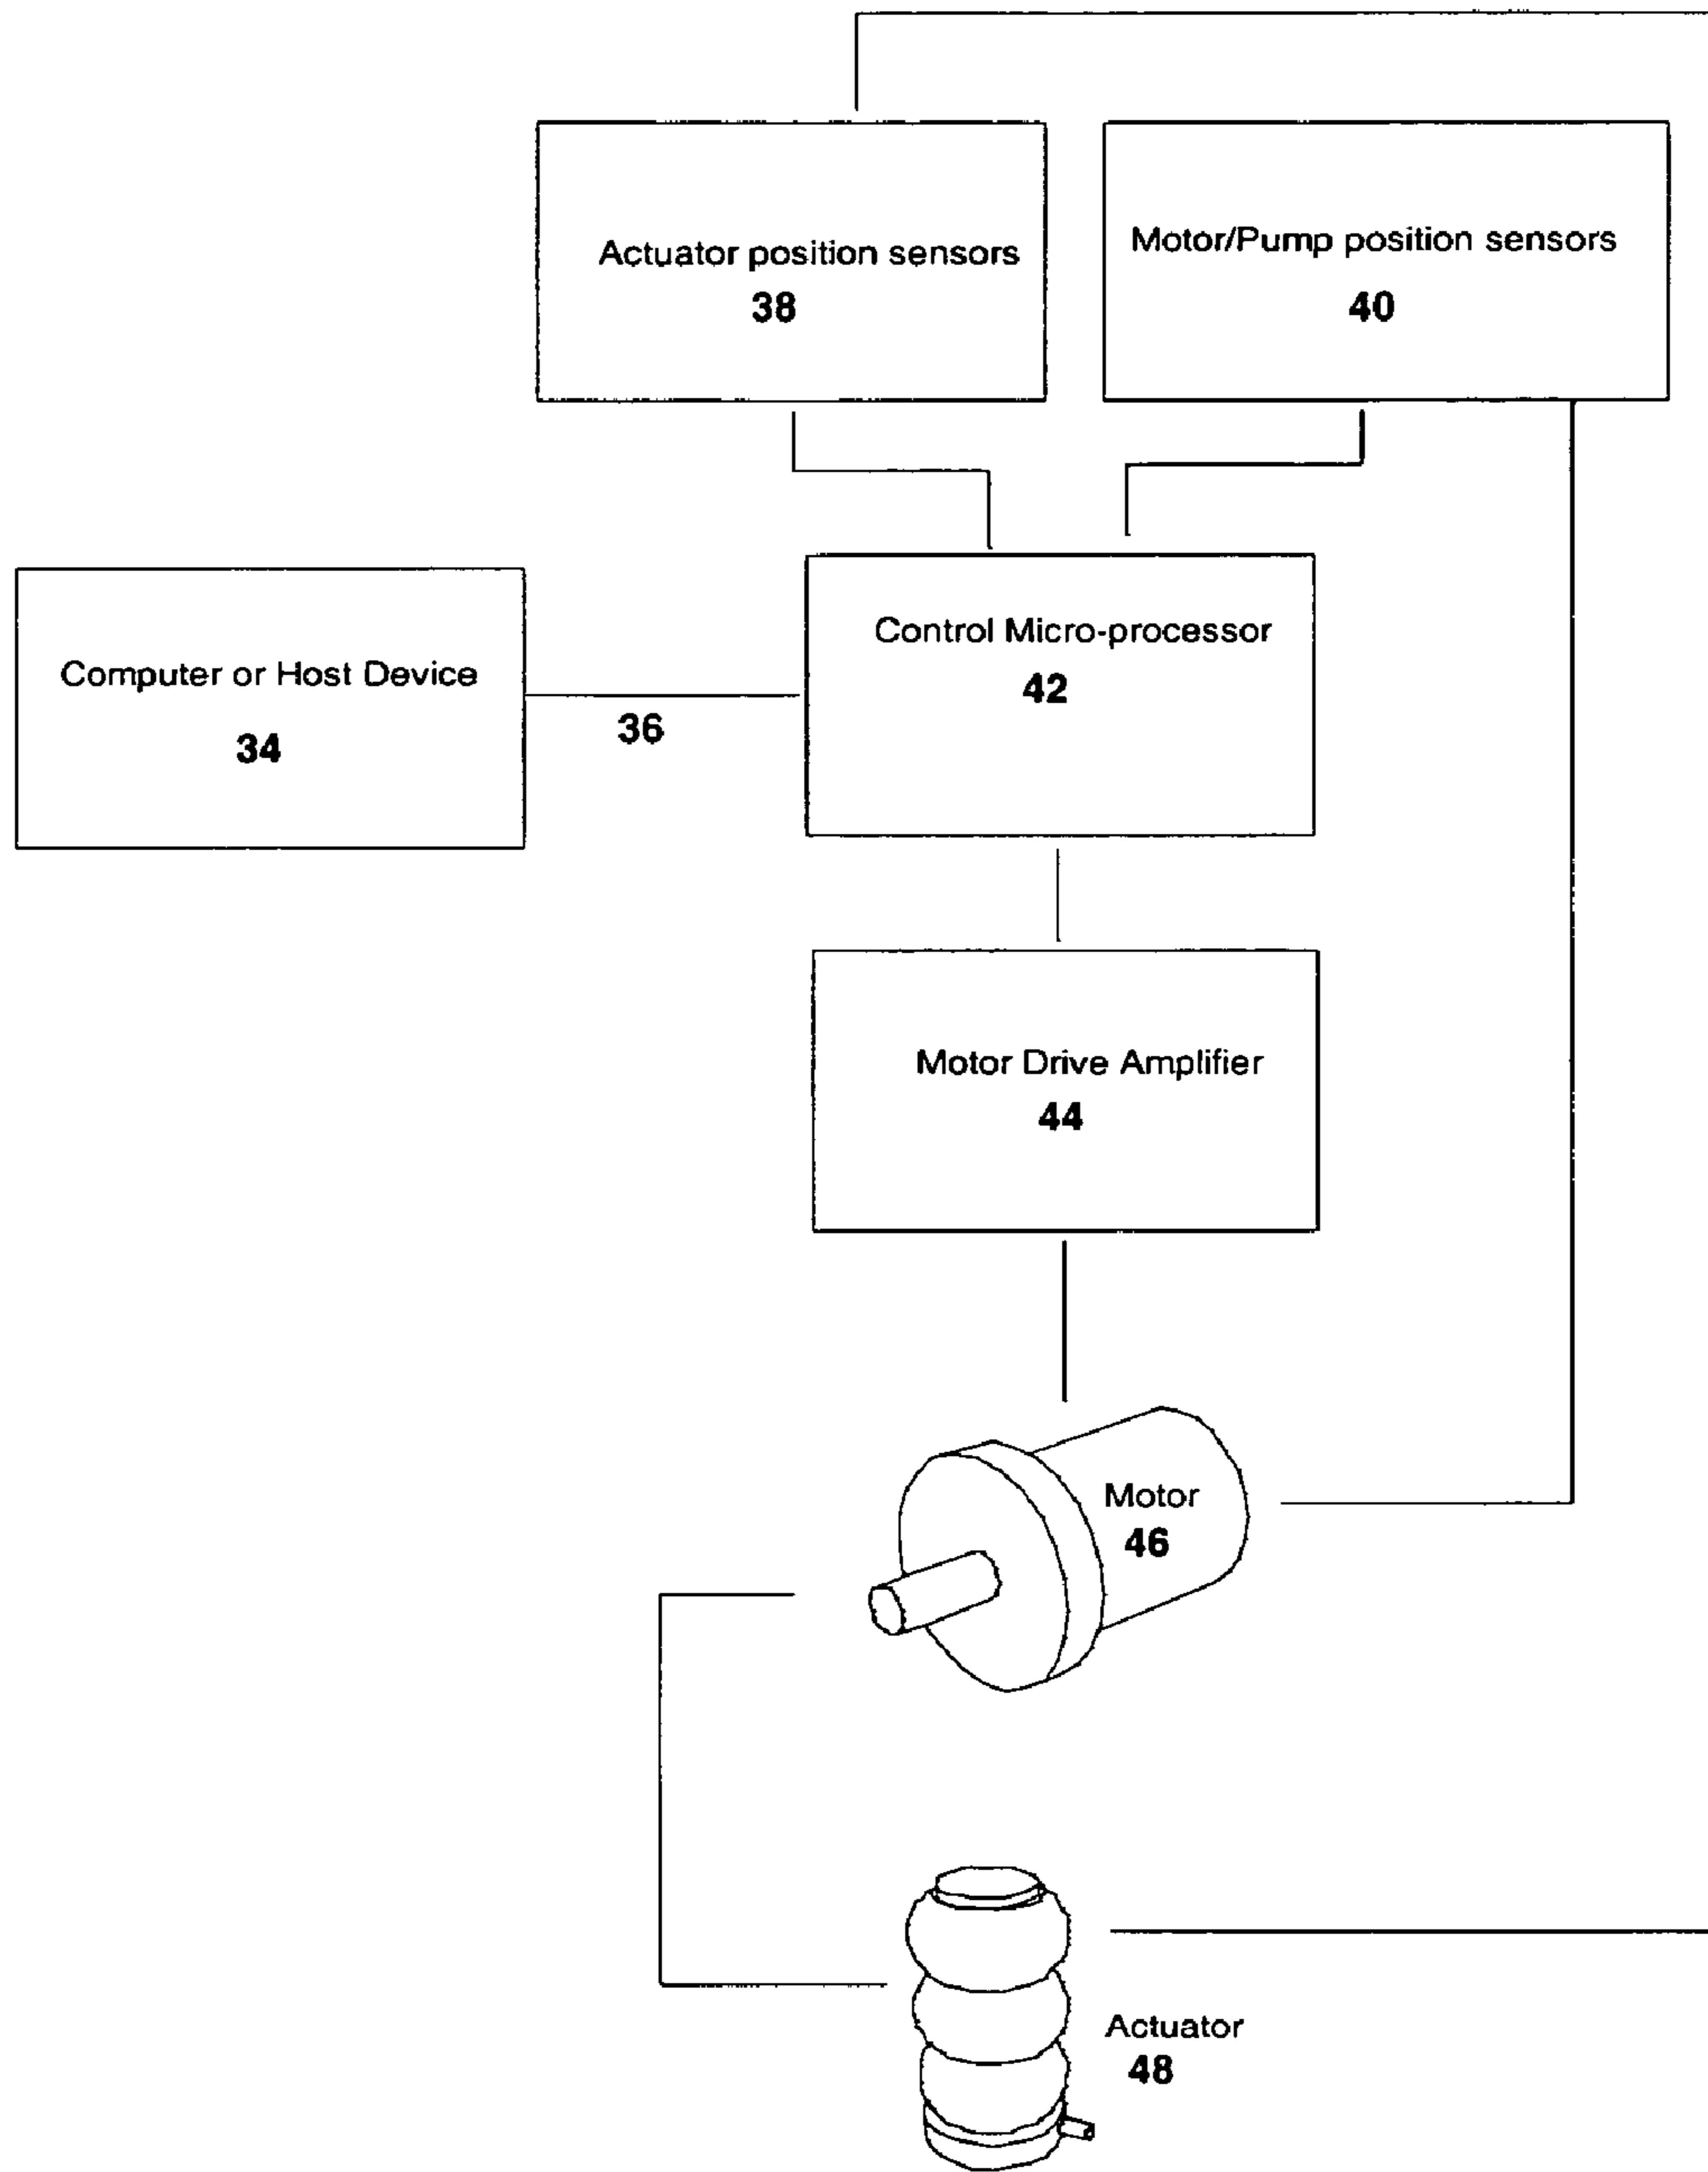 Actuator position sensors
38
Motor/Pump position sensors
40
Computer or Host Device
34
36
Control Micro-processor
42
Motor Drive Amplifier
44
Motor
46
Actuator
48